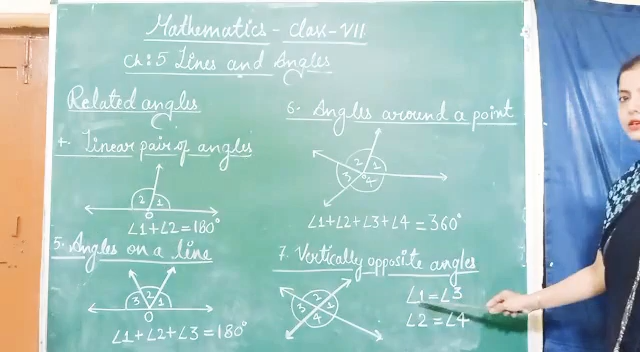 Mathematics - Class-VII
Ch:5 Lines and Angles
Related angles
4. Linear pair of angles
2 1
O
∠1+∠2=180°
5. Angles on a line
3 2 1
O
∠1+∠2+∠3=180°
6. Angles around a point
2 1
3 O 4
∠1+∠2+∠3+∠4=360°
7. Vertically opposite angles
2
3 1
4
∠1=∠3
∠2=∠4